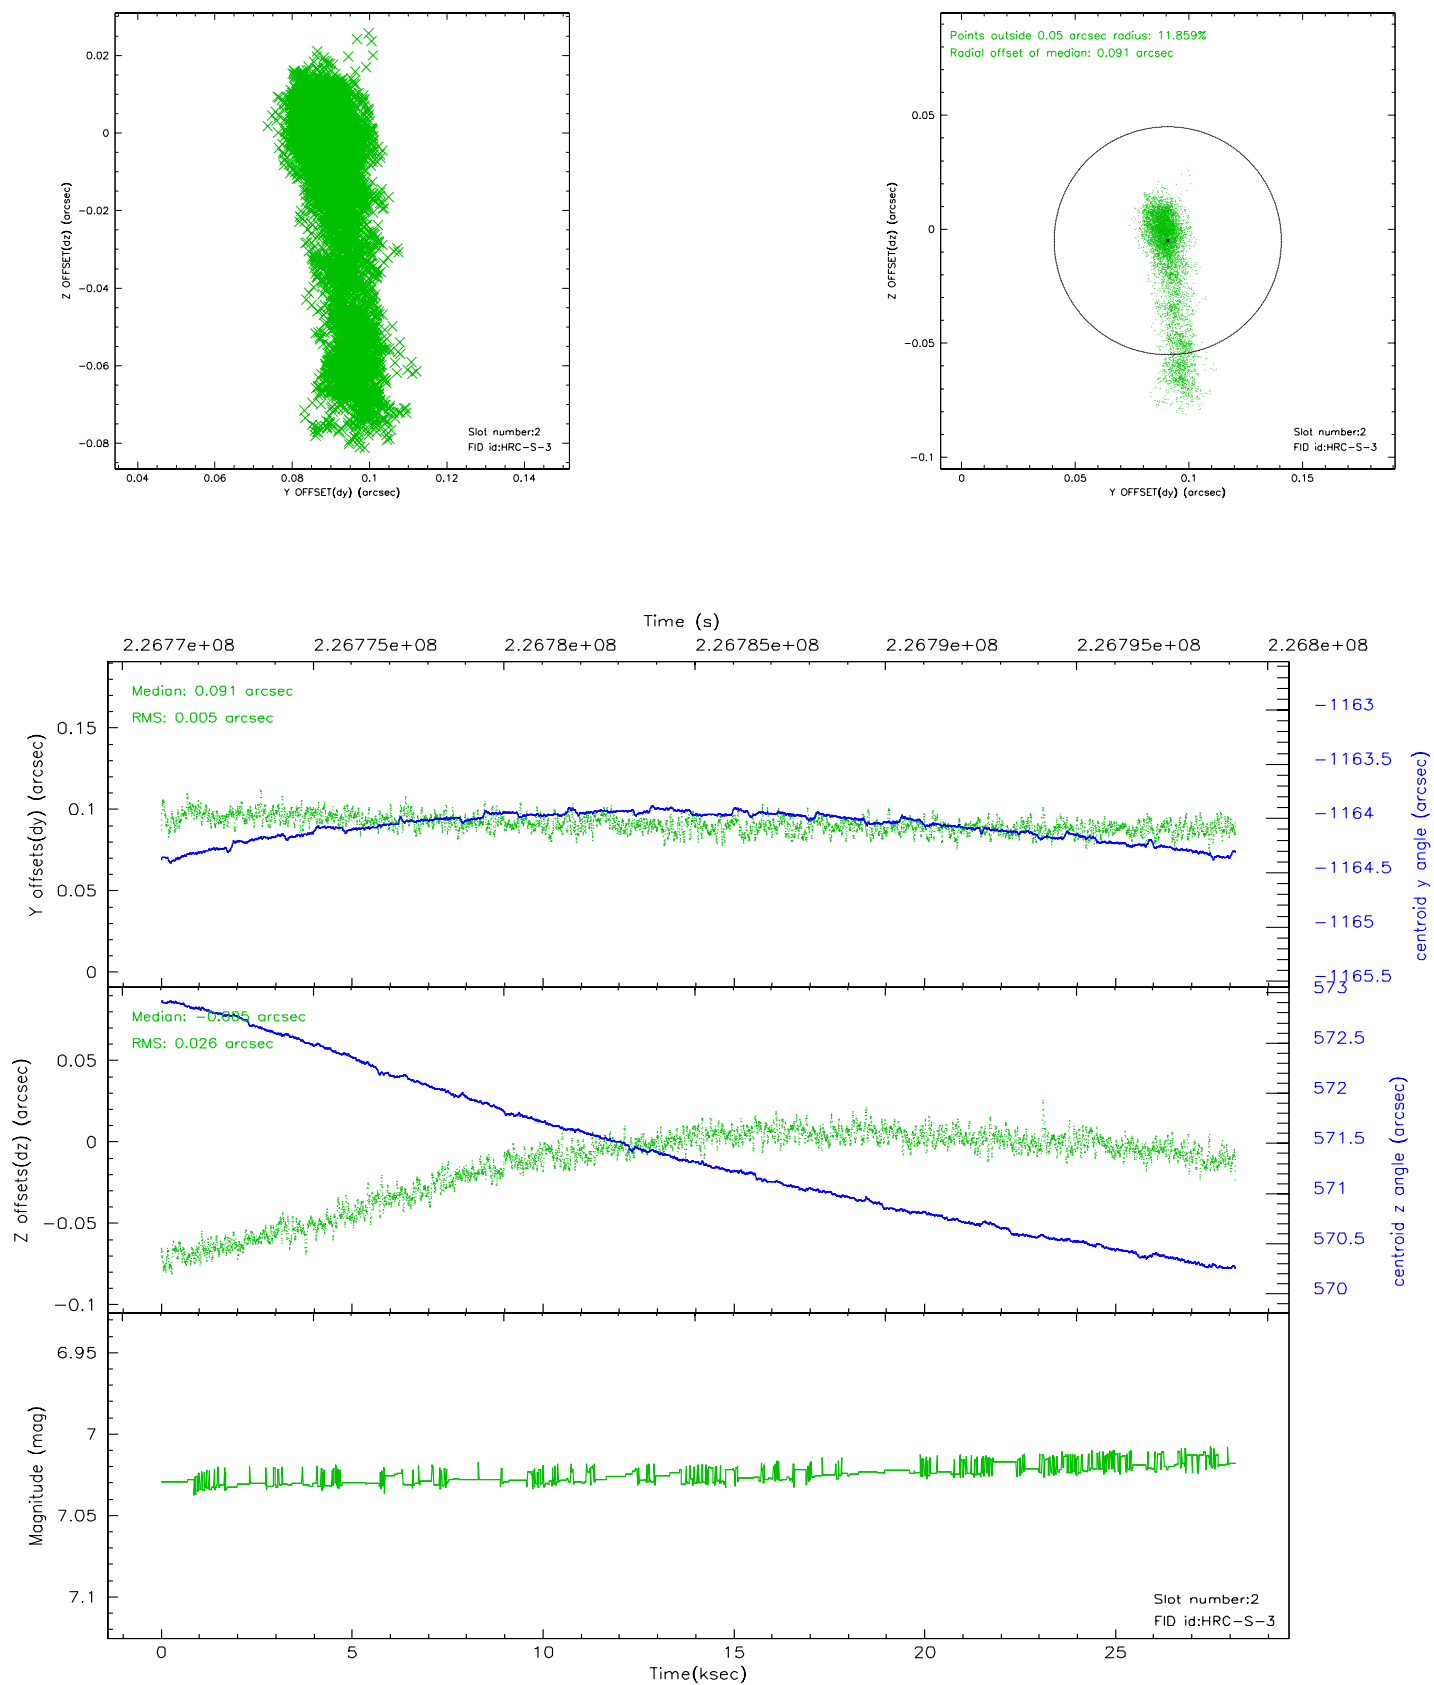 0.02
0
−0.02
−0.04
−0.06
−0.08
Z OFFSET(dz) (arcsec)
0.04
0.06
0.08
0.1
0.12
0.14
Y OFFSET(dy) (arcsec)
Slot number:2
FID id:HRC−S−3
Points outside 0.05 arcsec radius: 11.859%
Radial offset of median: 0.091 arcsec
0.05
0
−0.05
−0.1
Z OFFSET(dz) (arcsec)
0
0.05
0.1
0.15
Y OFFSET(dy) (arcsec)
Slot number:2
FID id:HRC−S−3
Time (s)
2.2677e+08
2.26775e+08
2.2678e+08
2.26785e+08
2.2679e+08
2.26795e+08
2.268e+08
Median: 0.091 arcsec
RMS: 0.005 arcsec
0.15
0.1
0.05
0
Y offsets(dy) (arcsec)
−1163
−1163.5
−1164
−1164.5
−1165
−1165.5
centroid y angle (arcsec)
Median: −0.005 arcsec
RMS: 0.026 arcsec
0.05
0
−0.05
−0.1
Z offsets(dz) (arcsec)
573
572.5
572
571.5
571
570.5
570
centroid z angle (arcsec)
6.95
7
7.05
7.1
Magnitude (mag)
Slot number:2
FID id:HRC−S−3
0
5
10
15
20
25
Time(ksec)